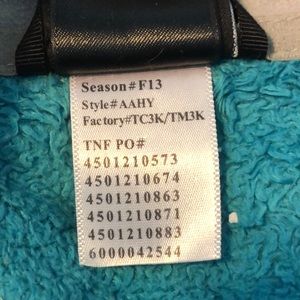 Season#F13
Style#AAHY
Factory#TC3K/TM3K
TNF PO#
4501210573
4501210674
4501210863
4501210871
4501210883
6000042544